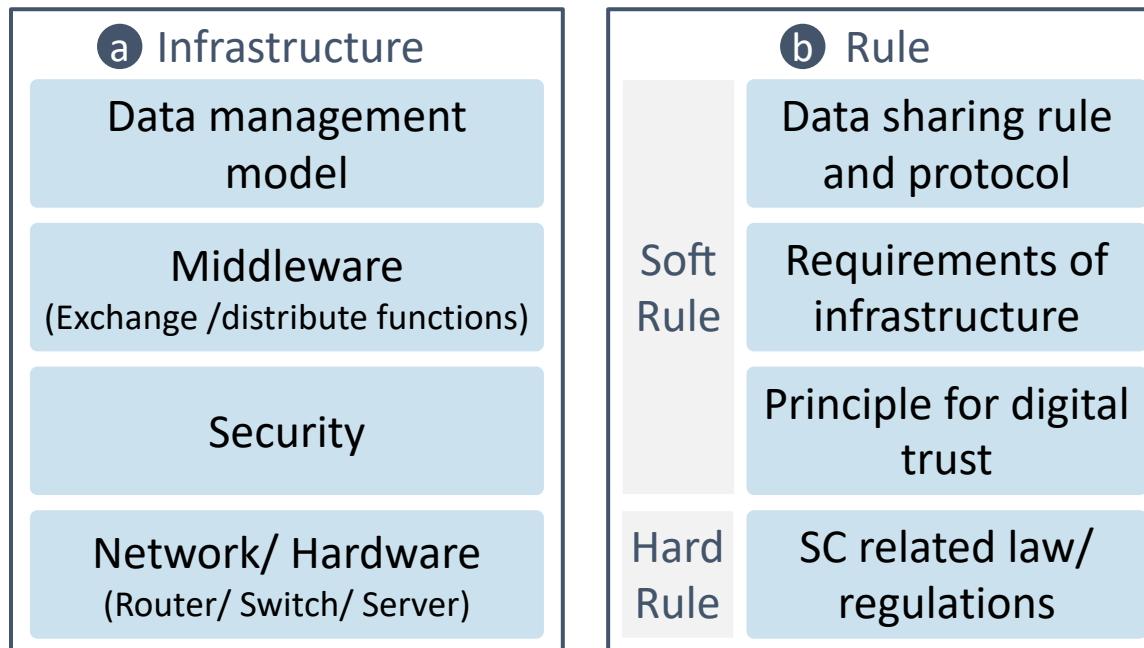 a Infrastructure
Data management
model
Middleware
(Exchange /distribute functions)
Security
Network/ Hardware
(Router/ Switch/ Server)
b Rule
Soft
Rule
Data sharing rule
and protocol
Requirements of
infrastructure
Principle for digital
trust
Hard
Rule
SC related law/
regulations